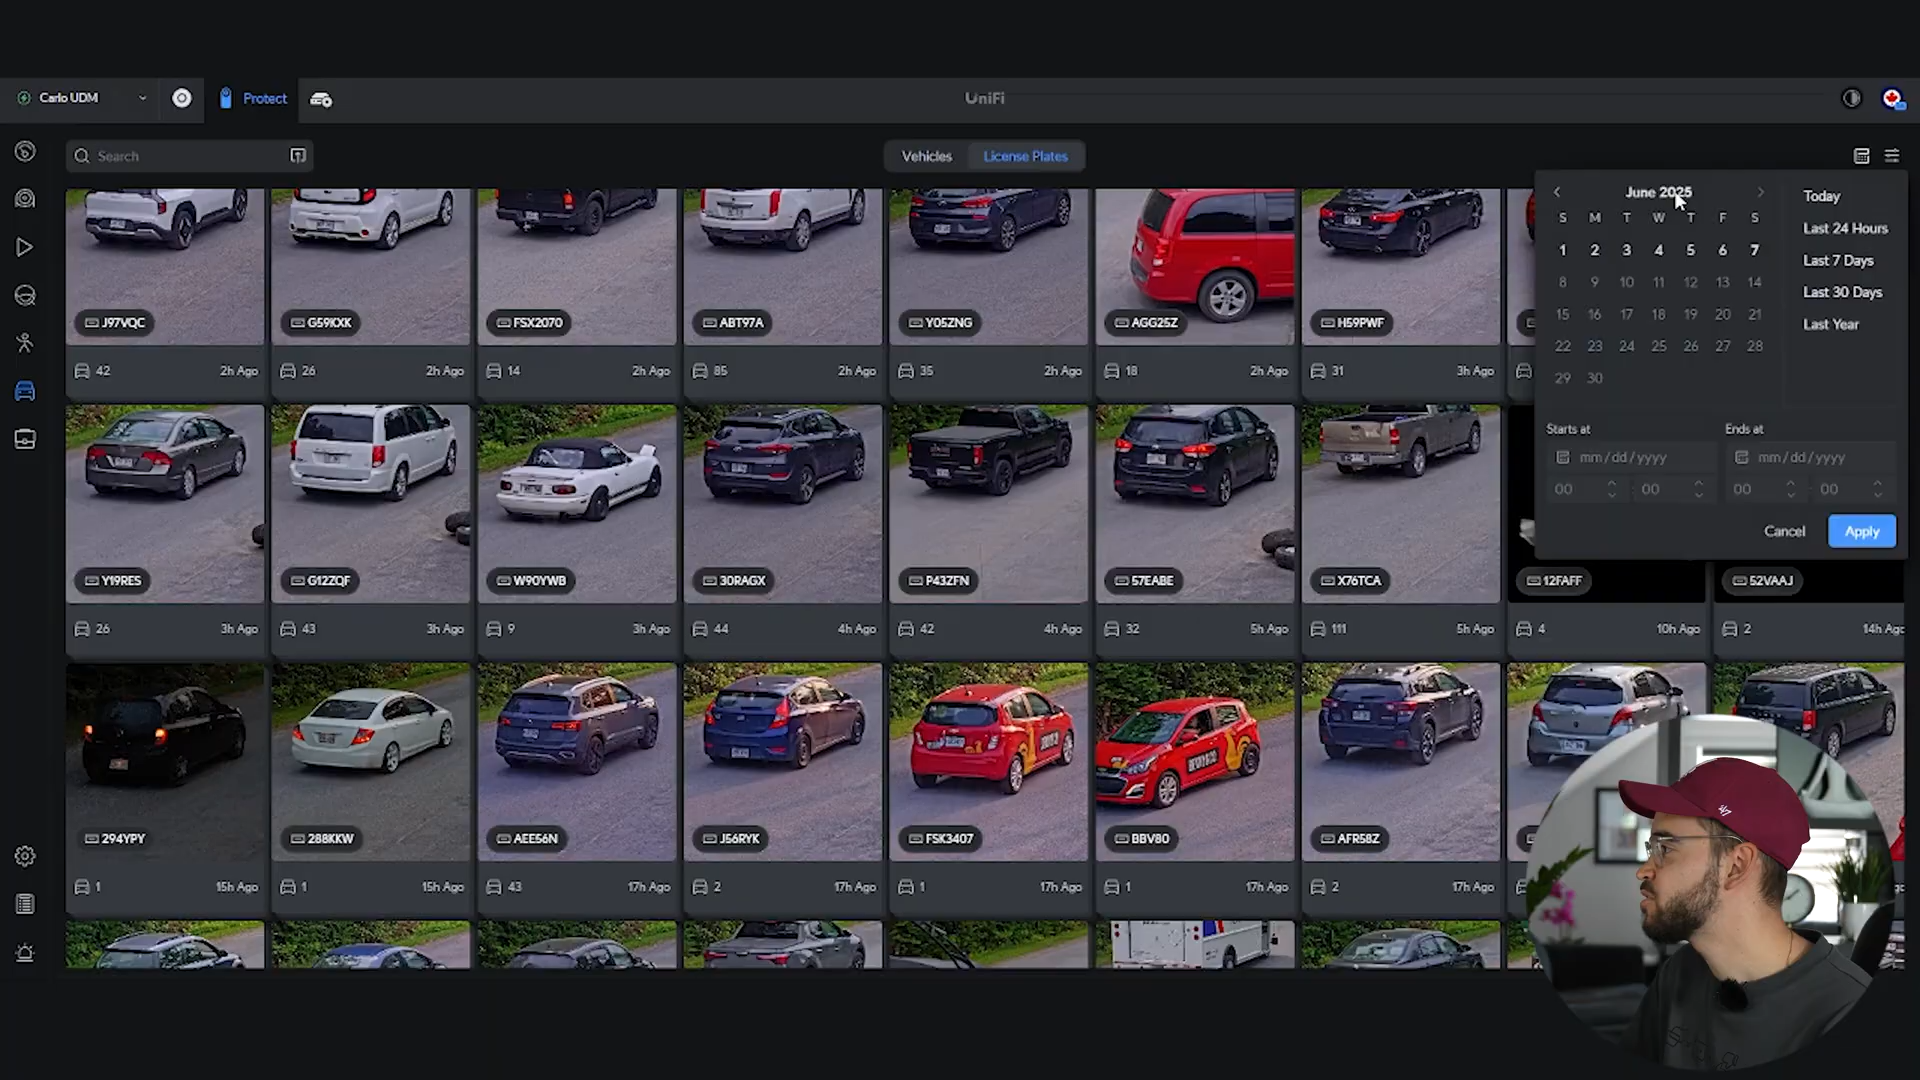 Carlo UDM
Protect
UniFi
Search
Vehicles
License Plates
J97VQC
G59KXK
FSX2070
ABT97A
Y05ZNG
AGG25Z
H59PWF
42 2h Ago
26 2h Ago
14 2h Ago
85 2h Ago
35 2h Ago
18 2h Ago
31 3h Ago
June 2025
S M T W T F S
1 2 3 4 5 6 7
8 9 10 11 12 13 14
15 16 17 18 19 20 21
22 23 24 25 26 27 28
29 30
Today
Last 24 Hours
Last 7 Days
Last 30 Days
Last Year
Starts at
Ends at
mm/dd/yyyy
mm/dd/yyyy
00 : 00
00 : 00
Cancel
Apply
Y19RES
G12ZQF
W90YWB
30RAGX
P43ZFN
57EABE
X76TCA
12FAFF
52VAAJ
26 3h Ago
43 3h Ago
9 3h Ago
44 4h Ago
42 4h Ago
32 5h Ago
111 5h Ago
4 10h Ago
2 14h Ago
294YPY
288KKW
AEE56N
J56RYK
FSK3407
BBV80
AFR58Z
1 15h Ago
1 15h Ago
43 17h Ago
2 17h Ago
1 17h Ago
1 17h Ago
2 17h Ago
47